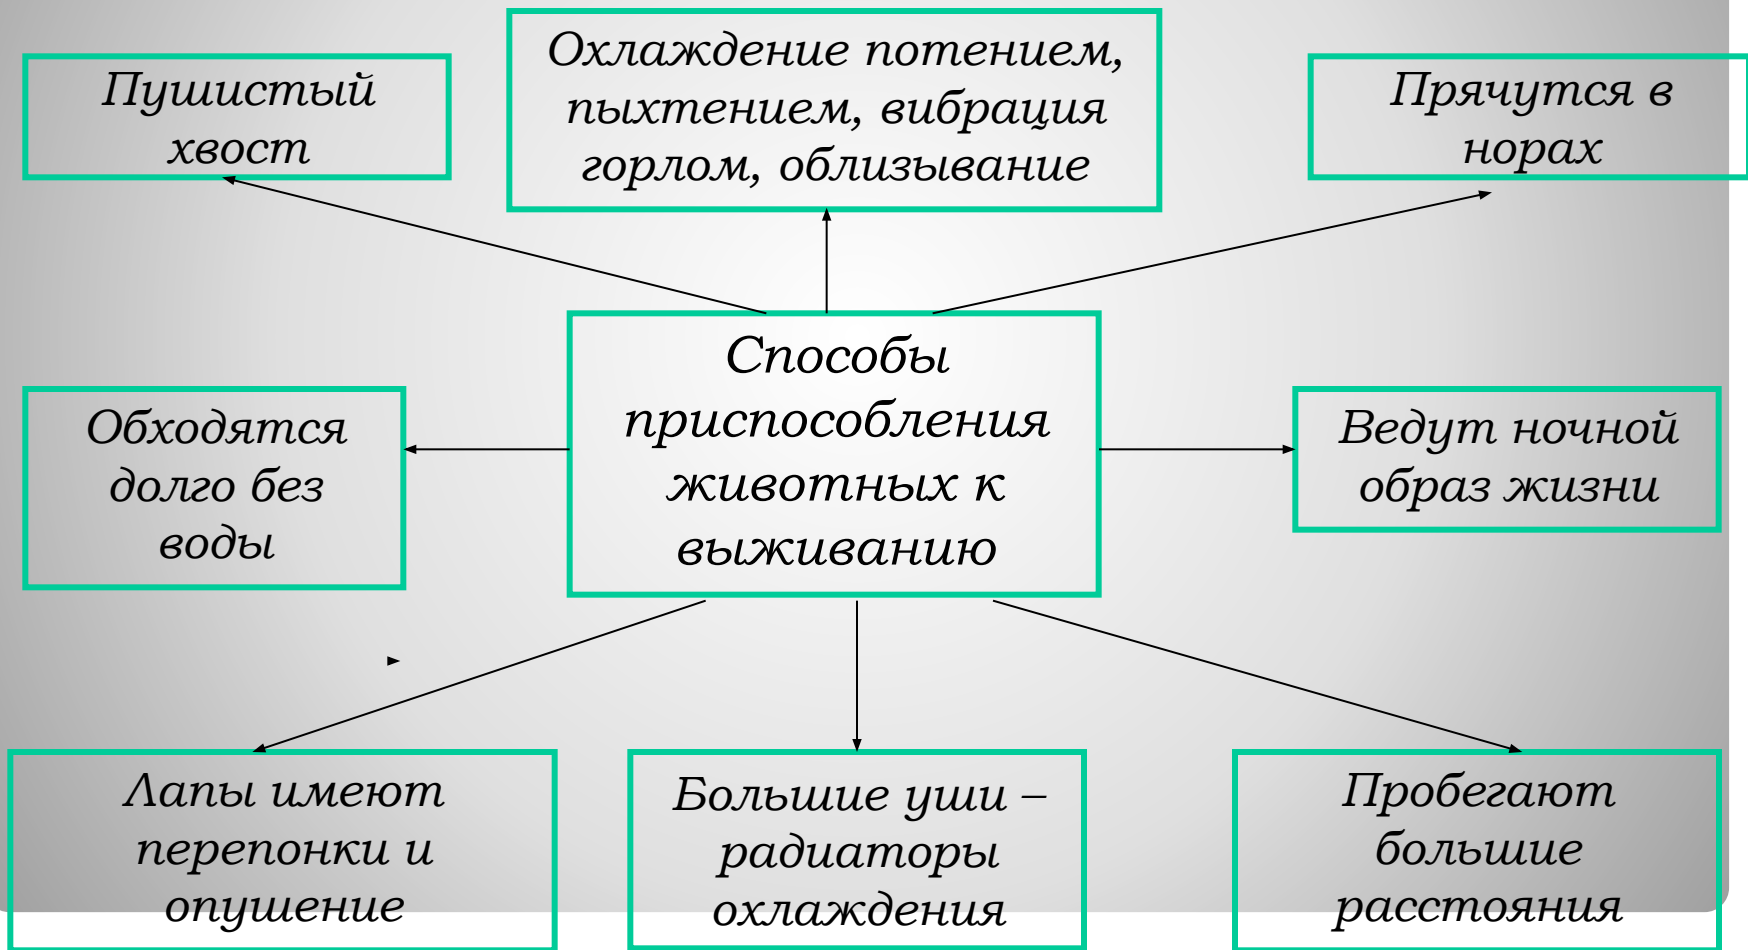 Пушистый
хвост
Охлаждение потением,
пыхтением, вибрация
горлом, облизывание
Прячутся в
норах
Обходятся
долго без
воды
Способы
приспособления
животных к
выживанию
Ведут ночной
образ жизни
Лапы имеют
перепонки и
опушение
Большие уши –
радиаторы
охлаждения
Пробегают
большие
расстояния